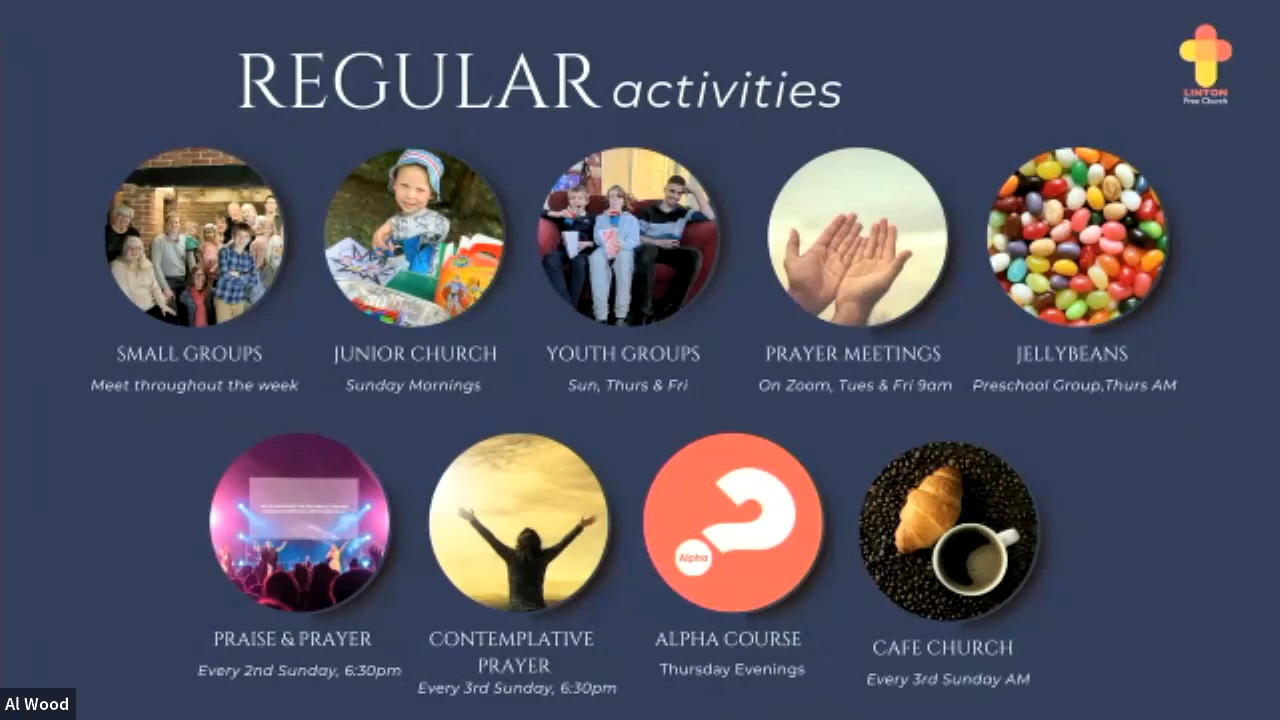 REGULAR activities
LINTON
Free Church
SMALL GROUPS
Meet throughout the week
JUNIOR CHURCH
Sunday Mornings
YOUTH GROUPS
Sun, Thurs & Fri
PRAYER MEETINGS
On Zoom, Tues & Fri 9am
JELLYBEANS
Preschool Group,Thurs AM
PRAISE & PRAYER
Every 2nd Sunday, 6:30pm
CONTEMPLATIVE
PRAYER
Every 3rd Sunday, 6:30pm
Alpha
ALPHA COURSE
Thursday Evenings
CAFE CHURCH
Every 3rd Sunday AM
Al Wood